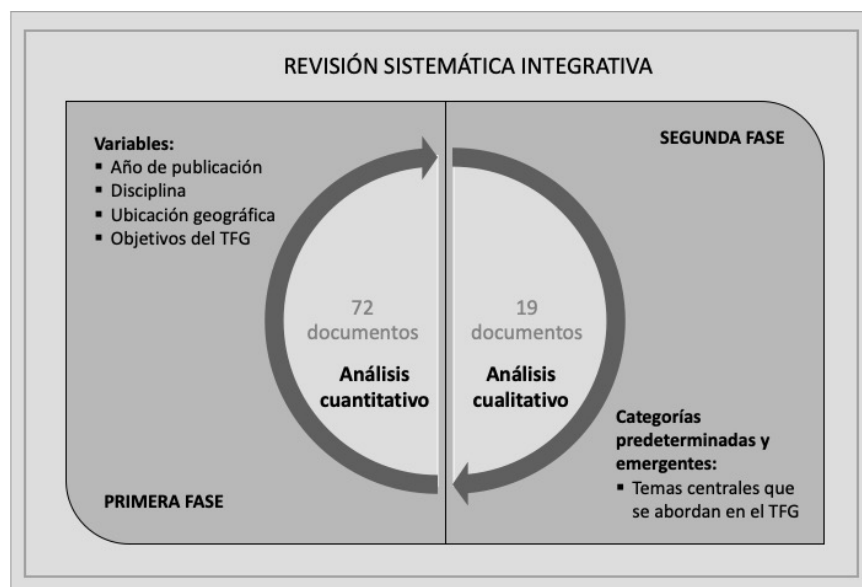 REVISIÓN SISTEMÁTICA INTEGRATIVA
Variables:
▪ Año de publicación
▪ Disciplina
▪ Ubicación geográfica
▪ Objetivos del TFG
72
documentos
Análisis
cuantitativo
PRIMERA FASE
SEGUNDA FASE
19
documentos
Análisis
cualitativo
Categorías
predeterminadas y
emergentes:
▪ Temas centrales que
se abordan en el TFG